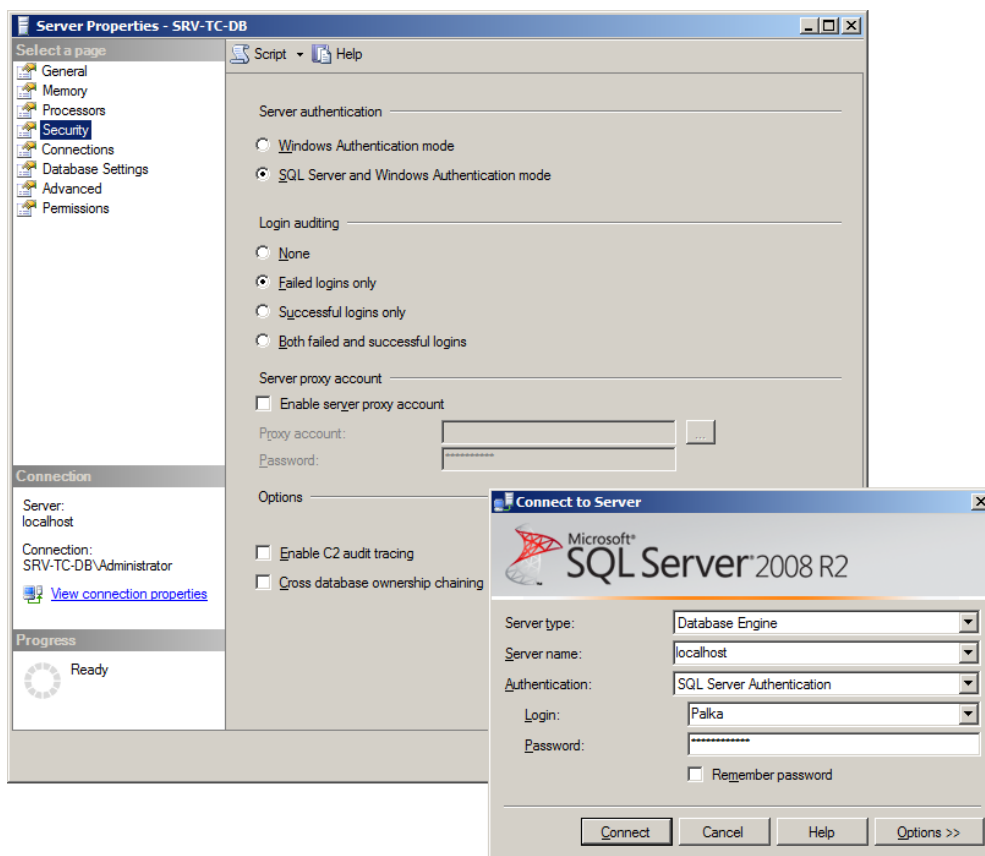 Server Properties - SRV-TC-DB
Select a page
General
Memory
Processors
Security
Connections
Database Settings
Advanced
Permissions
Connection
Server:
localhost
Connection:
SRV-TC-DB\Administrator
View connection properties
Progress
Ready
Script Help
Server authentication
Windows Authentication mode
SQL Server and Windows Authentication mode
Login auditing
None
Failed logins only
Successful logins only
Both failed and successful logins
Server proxy account
Enable server proxy account
Proxy account:
...
Password: **********
Options
Enable C2 audit tracing
Cross database ownership chaining
Connect to Server
Microsoft®
SQL Server® 2008 R2
Server type: Database Engine
Server name: localhost
Authentication: SQL Server Authentication
Login: Palka
Password: ************
Remember password
Connect Cancel Help Options >>